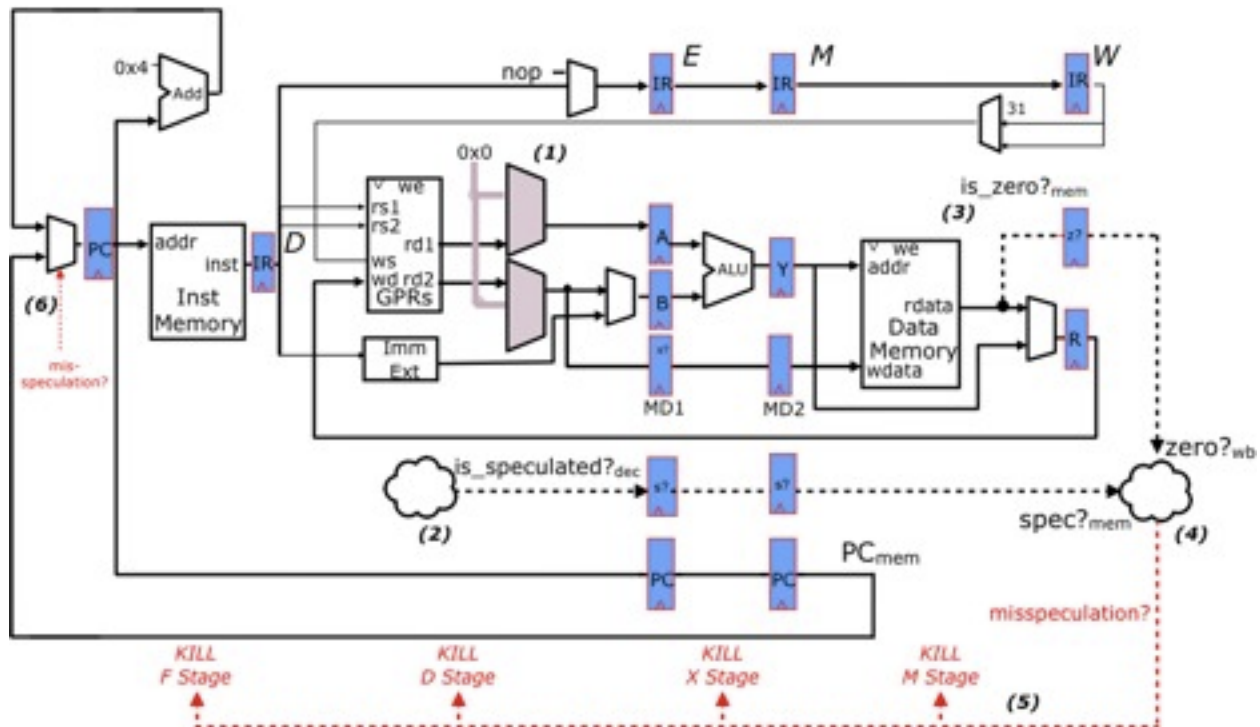 0x4
Add
nop
IR
E
IR
M
IR
W
31
0x0
(1)
is_zero?mem
(3)
z?
PC
addr
inst
Inst
Memory
IR
D
we
rs1
rs2
rd1
ws
wd rd2
GPRs
Imm
Ext
A
B
ALU
Y
we
addr
rdata
Data
Memory
wdata
R
s?
MD1
MD2
(6)
mis-
speculation?
is_speculated?dec
(2)
s?
s?
zero?wb
spec?mem
(4)
PC
PC
PCmem
misspeculation?
KILL
F Stage
KILL
D Stage
KILL
X Stage
KILL
M Stage
(5)